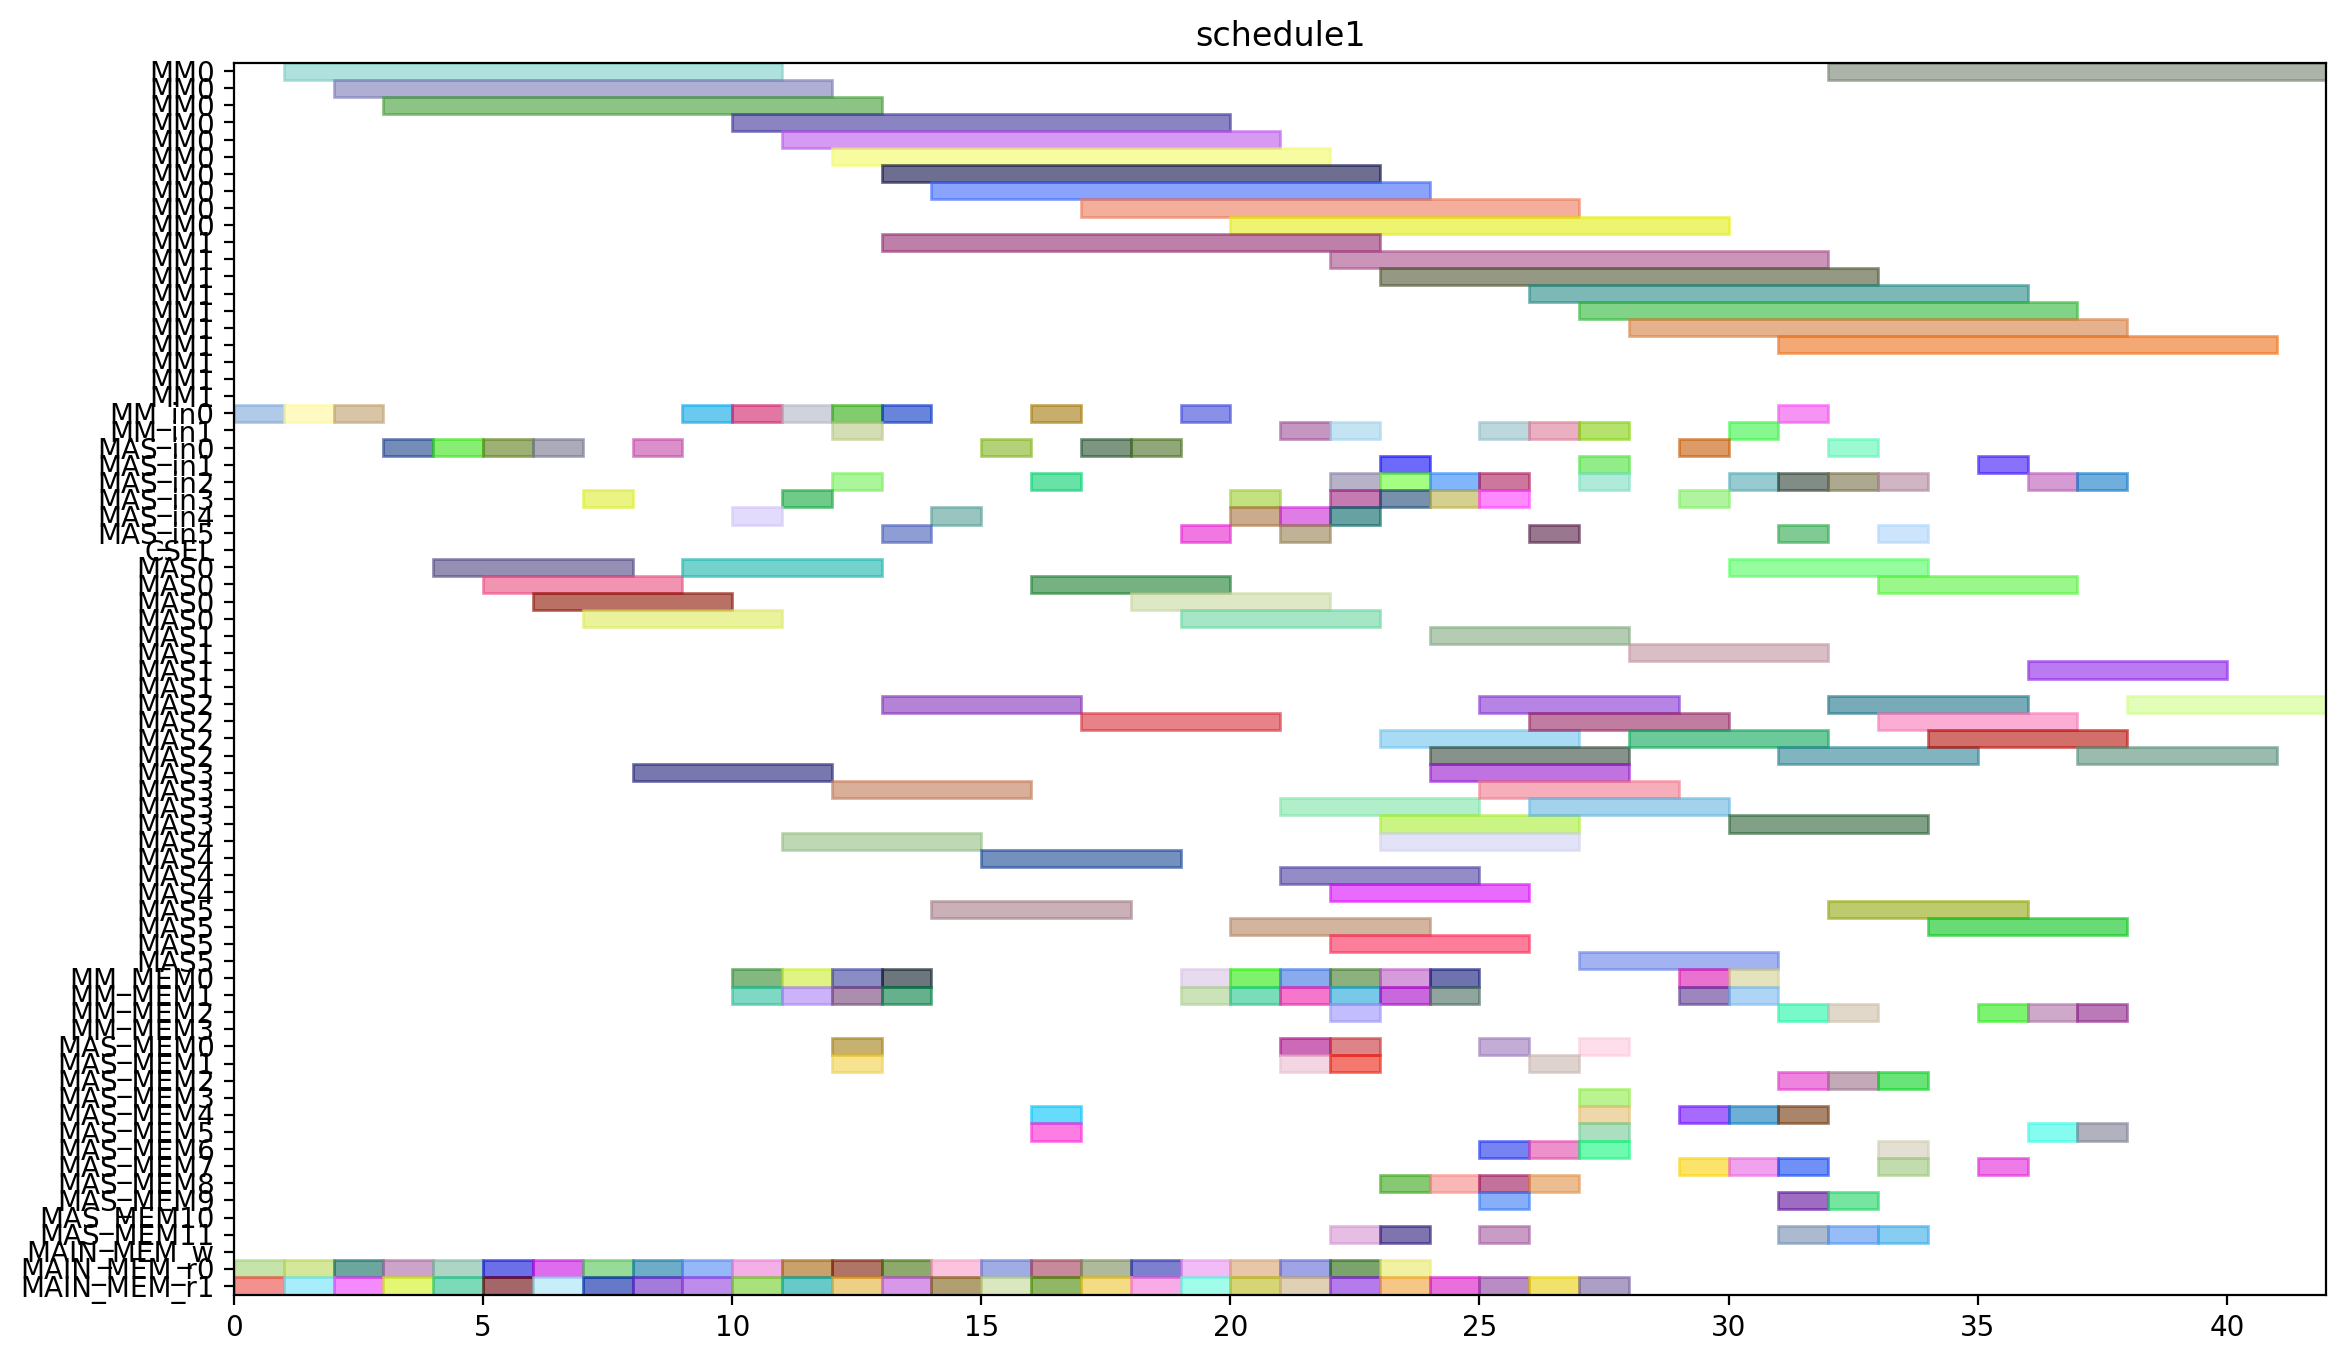 schedule1
MM0
MM0
MM0
MM0
MM0
MM0
MM0
MM0
MM0
MM0
MM1
MM1
MM1
MM1
MM1
MM1
MM1
MM1
MM1
MM1
MM_in0
MM_in1
MAS_in0
MAS_in1
MAS_in2
MAS_in3
MAS_in4
MAS_in5
CSEL
MAS0
MAS0
MAS0
MAS0
MAS1
MAS1
MAS1
MAS1
MAS2
MAS2
MAS2
MAS2
MAS3
MAS3
MAS3
MAS3
MAS4
MAS4
MAS4
MAS4
MAS5
MAS5
MAS5
MAS5
MM_MEM0
MM_MEM1
MM_MEM2
MM_MEM3
MAS_MEM0
MAS_MEM1
MAS_MEM2
MAS_MEM3
MAS_MEM4
MAS_MEM5
MAS_MEM6
MAS_MEM7
MAS_MEM8
MAS_MEM9
MAS_MEM10
MAS_MEM11
MAIN_MEM_w
MAIN_MEM_r0
MAIN_MEM_r1
0 5 10 15 20 25 30 35 40